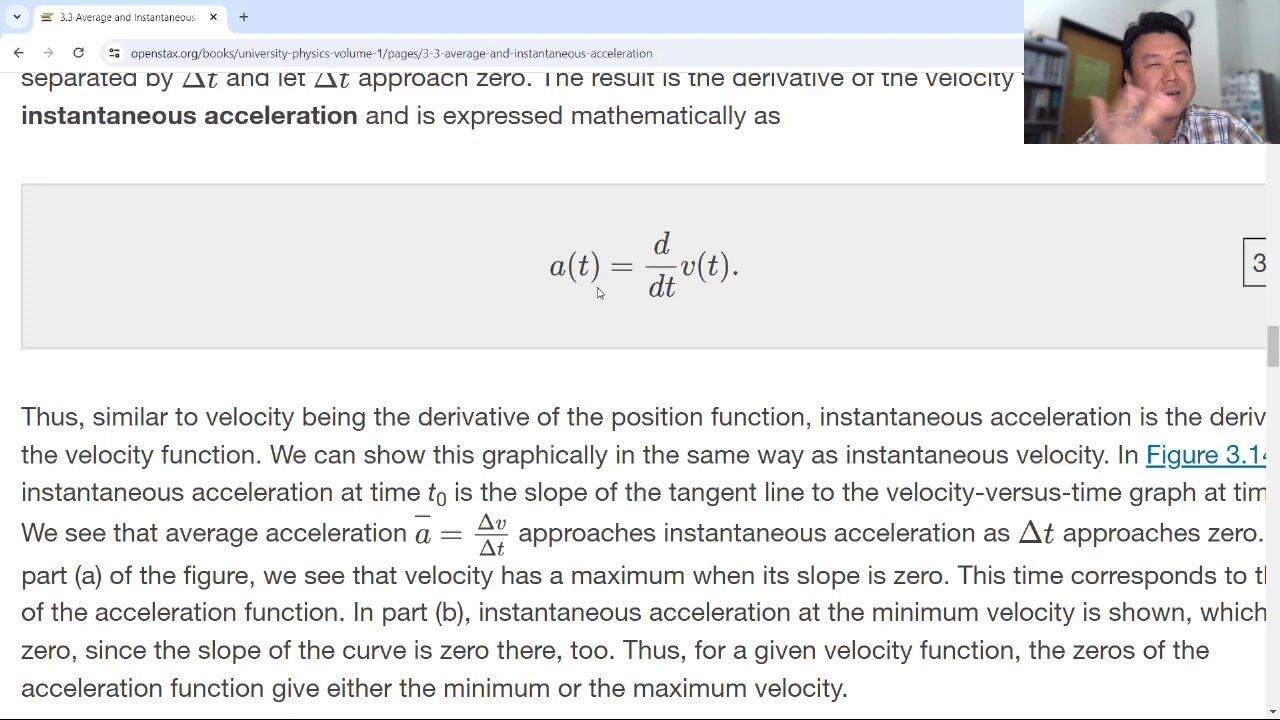 3.3 Average and Instantaneous
openstax.org/books/university-physics-volume-1/pages/3-3-average-and-instantaneous-acceleration
separated by Δt and let Δt approach zero. The result is the derivative of the velocity
instantaneous acceleration and is expressed mathematically as
a(t) = d/dt v(t).
3
Thus, similar to velocity being the derivative of the position function, instantaneous acceleration is the deriv
the velocity function. We can show this graphically in the same way as instantaneous velocity. In Figure 3.14
instantaneous acceleration at time t₀ is the slope of the tangent line to the velocity-versus-time graph at tim
We see that average acceleration a̅ = Δv/Δt approaches instantaneous acceleration as Δt approaches zero.
part (a) of the figure, we see that velocity has a maximum when its slope is zero. This time corresponds to t
of the acceleration function. In part (b), instantaneous acceleration at the minimum velocity is shown, which
zero, since the slope of the curve is zero there, too. Thus, for a given velocity function, the zeros of the
acceleration function give either the minimum or the maximum velocity.